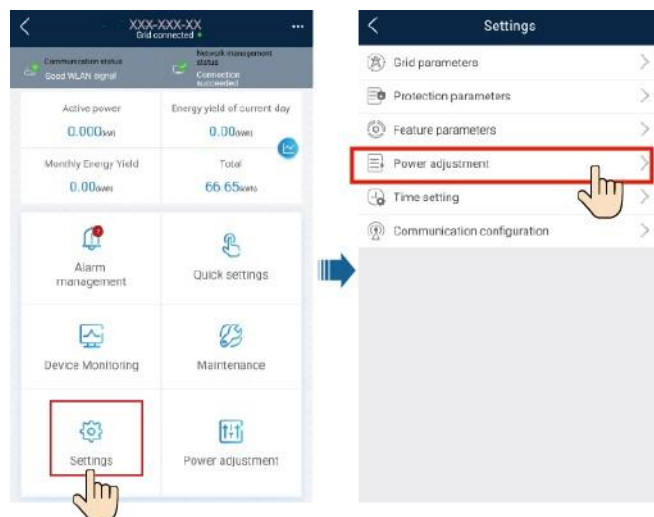 XXX-XXX-XX
Grid connected
Communication status
Good WLAN signal
Network management
status
Connection
succeeded
Active power
0.000kW
Energy yield of current day
0.00kWh
Monthly Energy Yield
0.00kWh
Total
66.65kWh
Alarm
management
Quick settings
Device Monitoring
Maintenance
Settings
Power adjustment
Settings
Grid parameters
Protection parameters
Feature parameters
Power adjustment
Time setting
Communication configuration